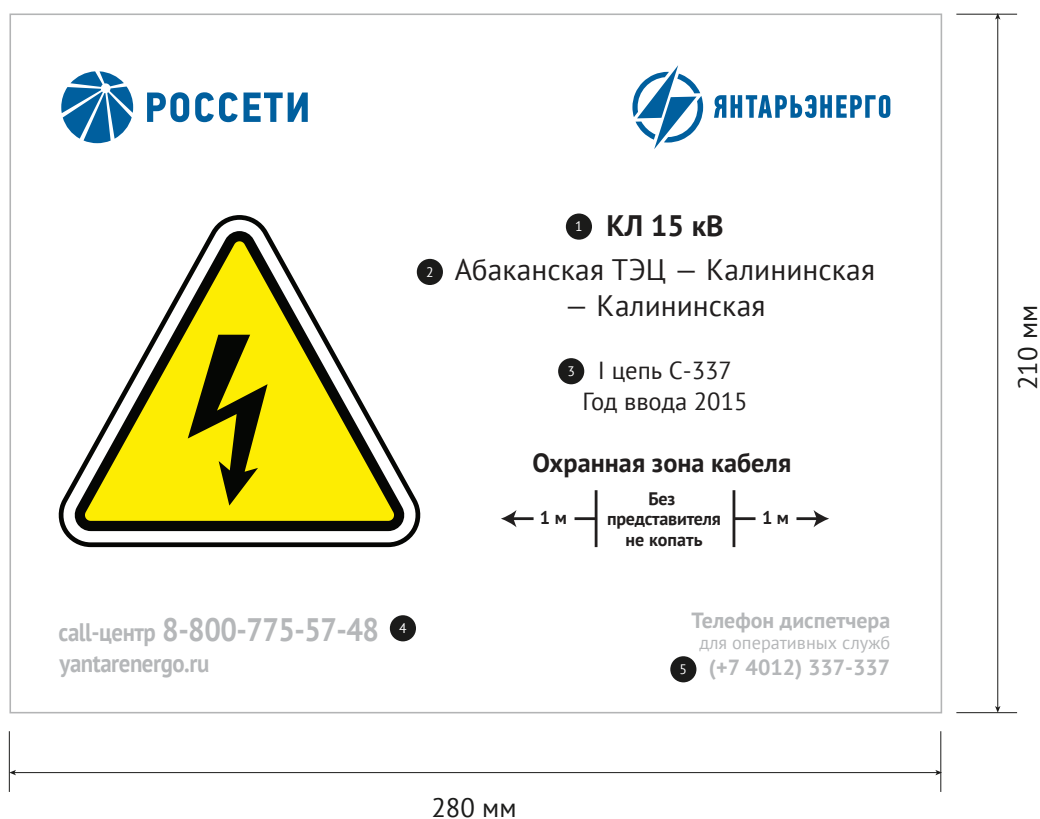 РОССЕТИ
ЯНТАРЬЭНЕРГО
1 КЛ 15 кВ
2 Абаканская ТЭЦ — Калининская
— Калининская
3 I цепь С-337
Год ввода 2015
Охранная зона кабеля
1 м
Без
представителя
не копать
1 м
call-центр 8-800-775-57-48 4
yantarenergo.ru
Телефон диспетчера
для оперативных служб
5 (+7 4012) 337-337
210 мм
280 мм